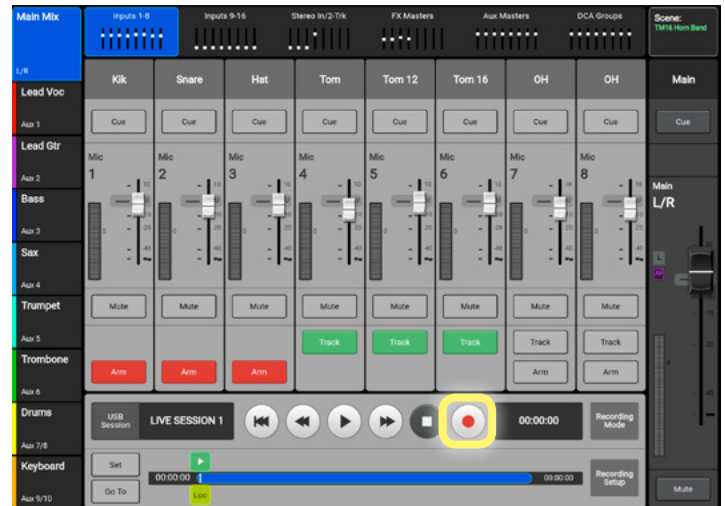 Main Mix
L/R
Inputs 1-8
Inputs 9-16
Stereo In/2-Trk
FX Masters
Aux Masters
DCA Groups
Scene:
TM16 Horn Band
Lead Voc
Aux 1
Lead Gtr
Aux 2
Bass
Aux 3
Sax
Aux 4
Trumpet
Aux 5
Trombone
Aux 6
Drums
Aux 7/8
Keyboard
Aux 9/10
Kik Snare Hat Tom Tom 12 Tom 16 OH OH Main
Cue Cue Cue Cue Cue Cue Cue Cue Cue
Mic Mic Mic Mic Mic Mic Mic Mic
1 2 3 4 5 6 7 8
Main
L/R
L
Mute Mute Mute Mute Mute Mute Mute Mute
Track Track Track Track Track
Arm Arm Arm Arm Arm
USB
Session
LIVE SESSION 1
00:00:00
Recording
Mode
Set
Go To
00:00:00
Loc
00:00:00
Recording
Setup
Mute